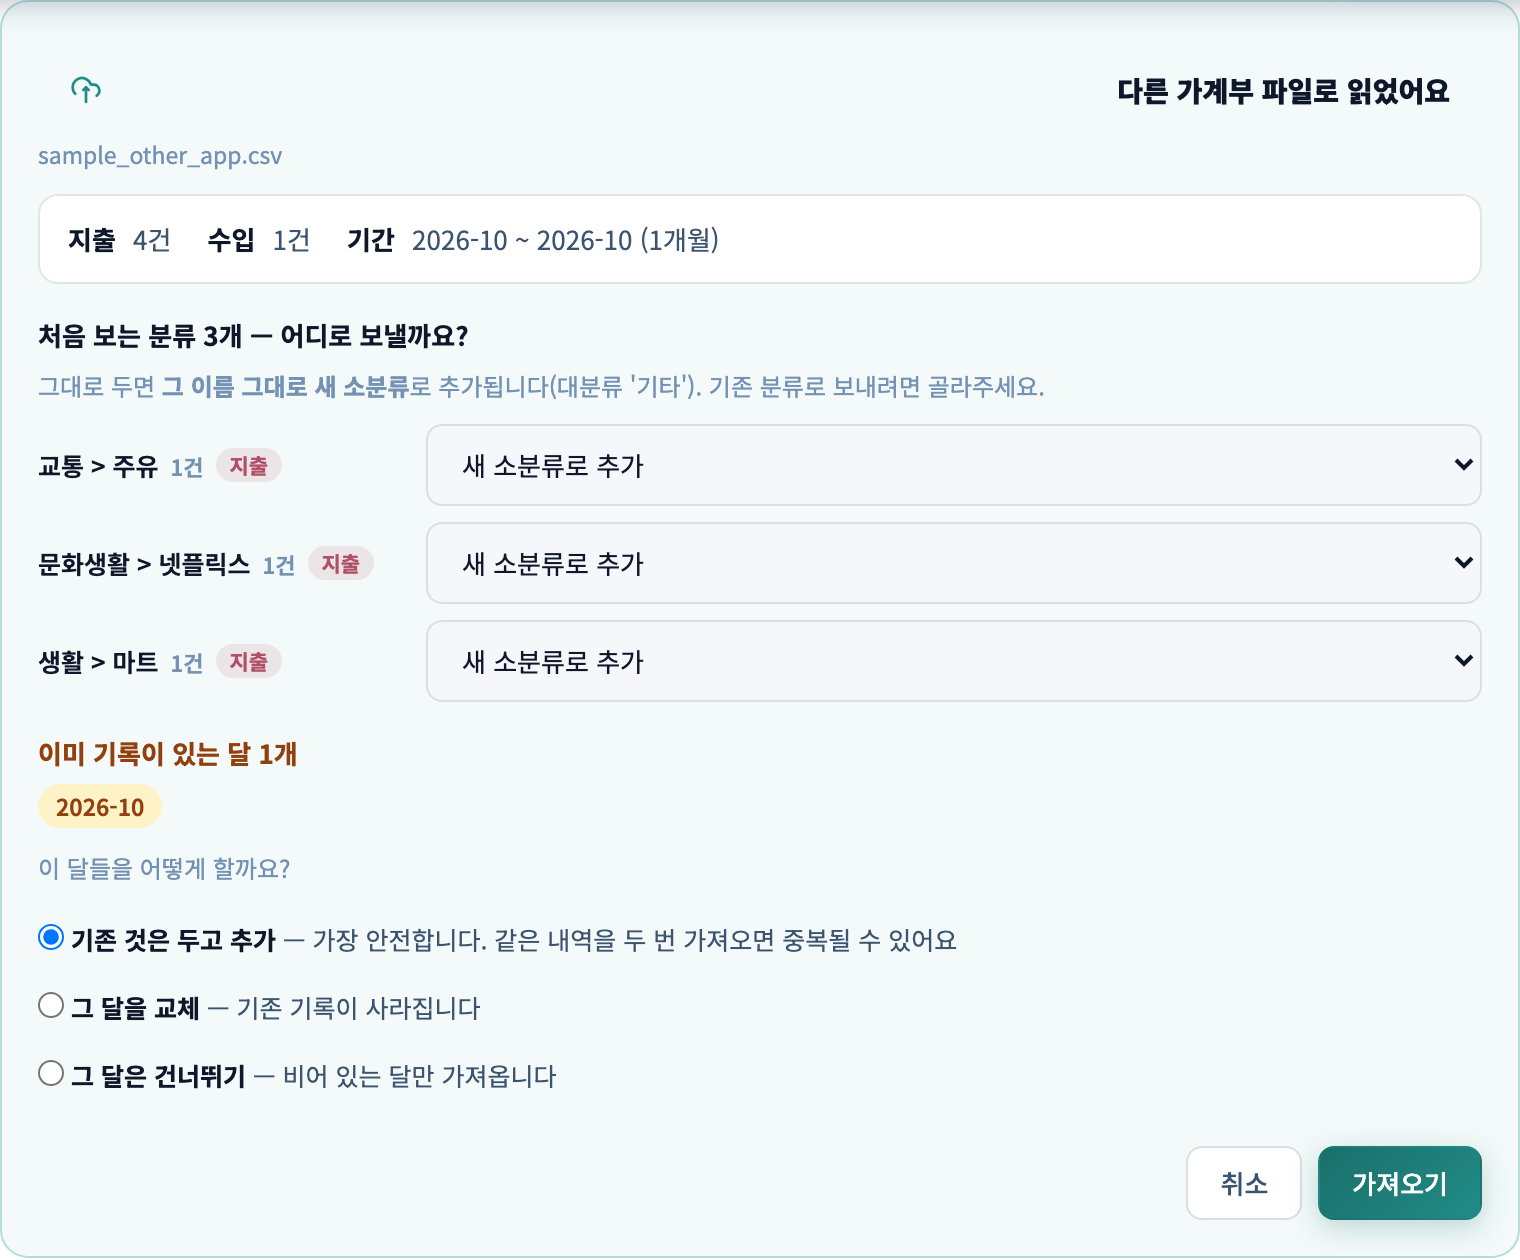 다른 가계부 파일로 읽었어요
sample_other_app.csv
지출 4건 수입 1건 기간 2026-10 ~ 2026-10 (1개월)
처음 보는 분류 3개 — 어디로 보낼까요?
그대로 두면 그 이름 그대로 새 소분류로 추가됩니다(대분류 '기타'). 기존 분류로 보내려면 골라주세요.
교통 > 주유 1건 지출 새 소분류로 추가
문화생활 > 넷플릭스 1건 지출 새 소분류로 추가
생활 > 마트 1건 지출 새 소분류로 추가
이미 기록이 있는 달 1개
2026-10
이 달들을 어떻게 할까요?
기존 것은 두고 추가 — 가장 안전합니다. 같은 내역을 두 번 가져오면 중복될 수 있어요
그 달을 교체 — 기존 기록이 사라집니다
그 달은 건너뛰기 — 비어 있는 달만 가져옵니다
취소 가져오기